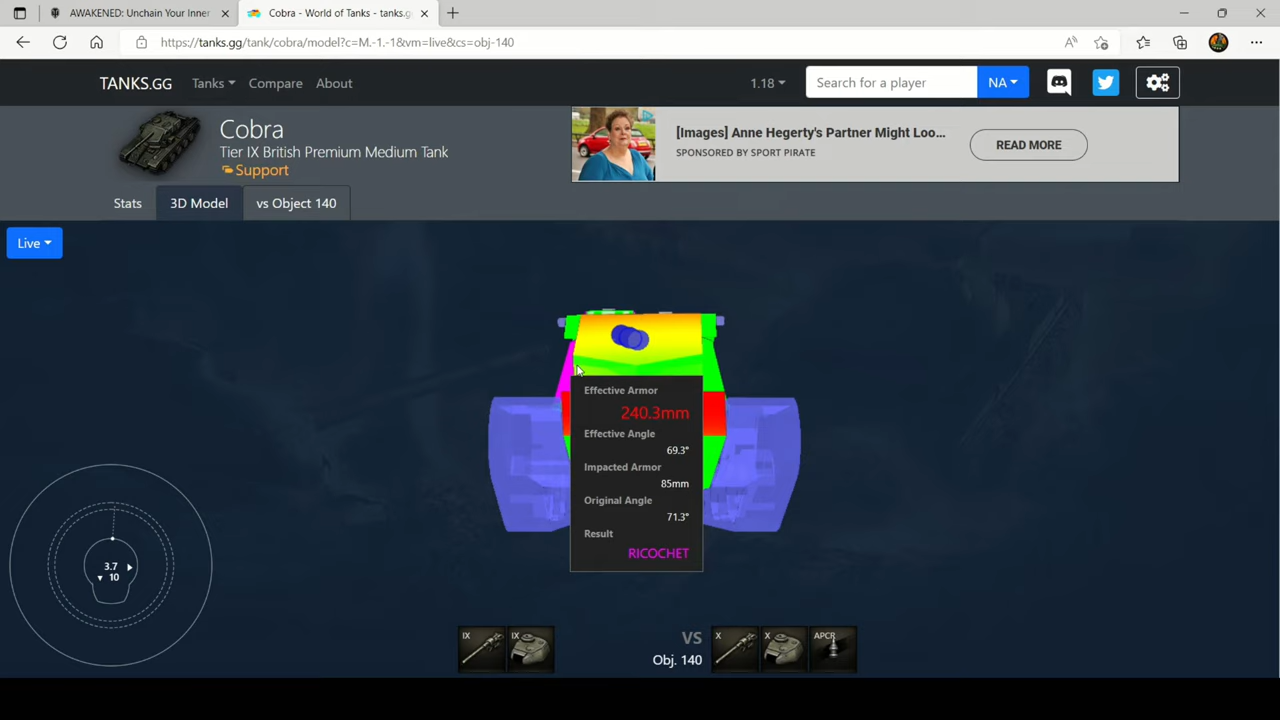 AWAKENED: Unchain Your Inner
Cobra - World of Tanks - tanks.g
https://tanks.gg/tank/cobra/model?c=M.-1.-1&vm=live&cs=obj-140
TANKS.GG Tanks Compare About 1.18 Search for a player NA
Cobra
Tier IX British Premium Medium Tank
Support
[Images] Anne Hegerty's Partner Might Loo...
SPONSORED BY SPORT PIRATE
READ MORE
Stats 3D Model vs Object 140
Live
Effective Armor
240.3mm
Effective Angle
69.3°
Impacted Armor
85mm
Original Angle
71.3°
Result
RICOCHET
3.7
10
IX IX VS X X APCR
Obj. 140